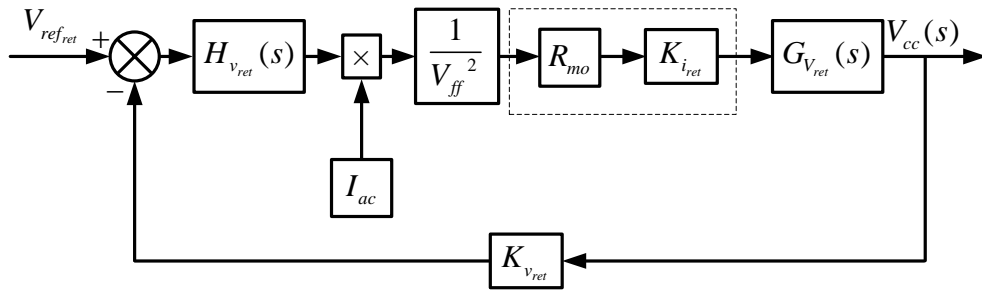 V_{ref_{ret}}
+
−
H_{v_{ret}}(s)
×
I_{ac}
1
V_{ff}^2
R_{mo}
K_{i_{ret}}
G_{V_{ret}}(s)
V_{cc}(s)
K_{v_{ret}}